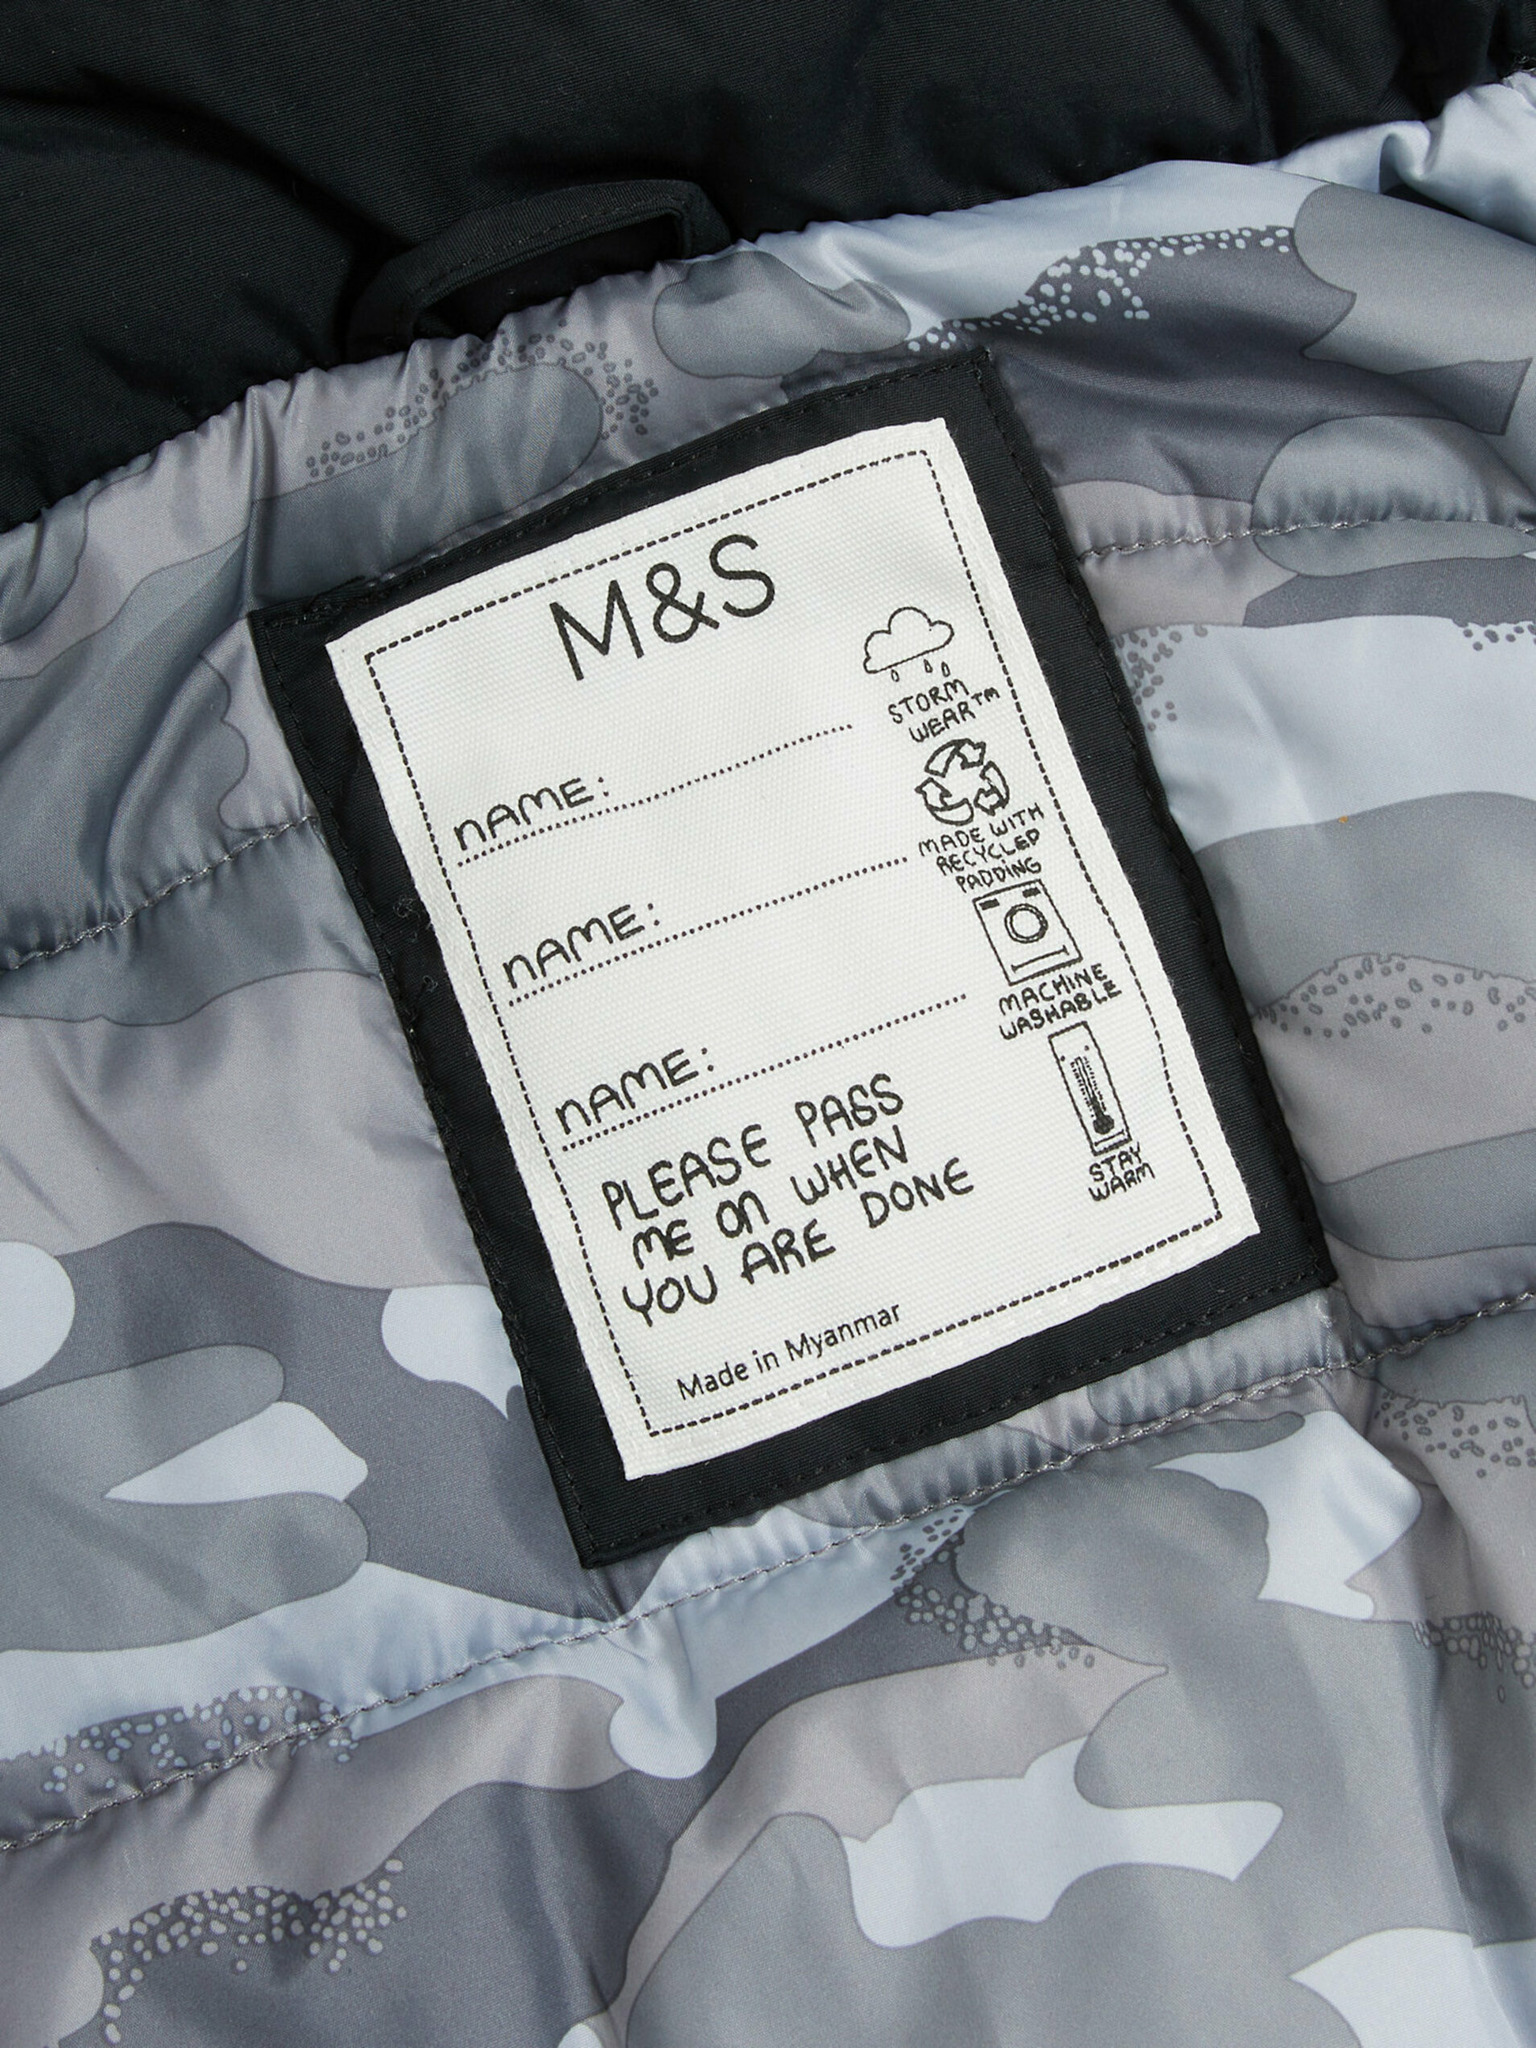 M&S
NAME:
NAME:
NAME:
PLEASE PASS
ME ON WHEN
YOU ARE DONE
Made in Myanmar
STORM
WEAR™
MADE WITH
RECYCLED
PADDING
MACHINE
WASHABLE
STAY
WARM